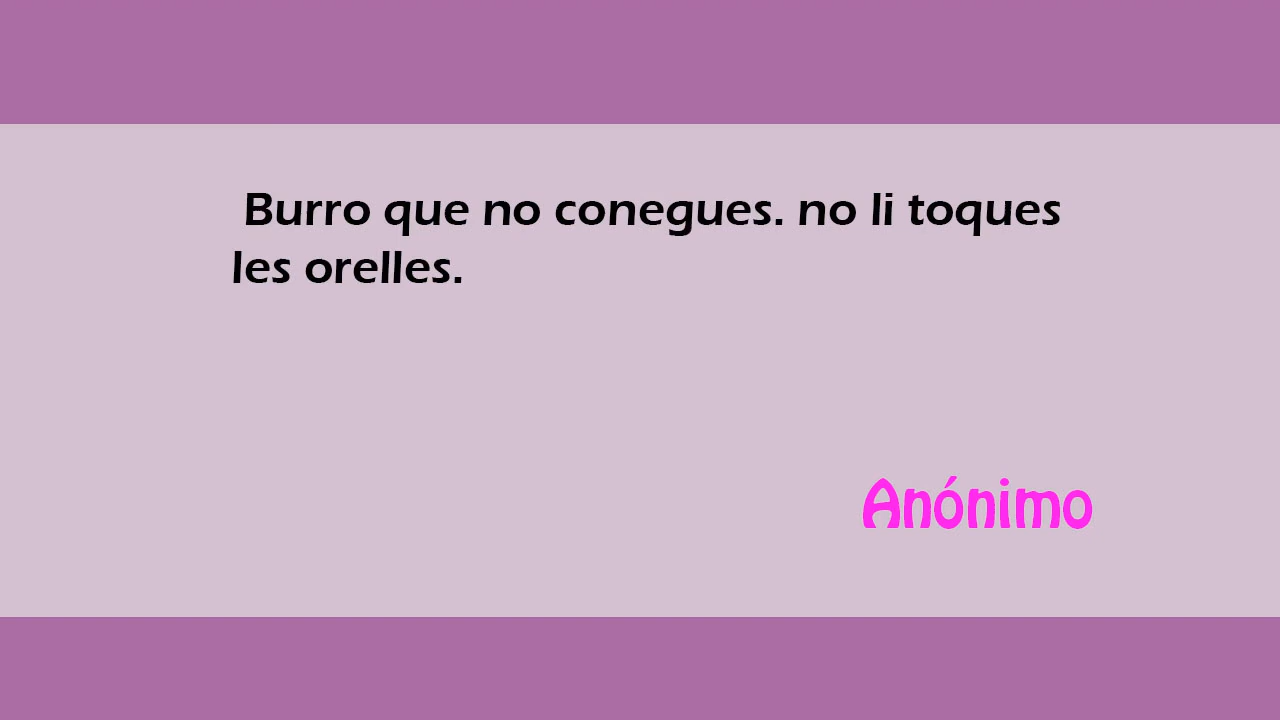 Burro que no conegues. no li toques
les orelles.
Anónimo